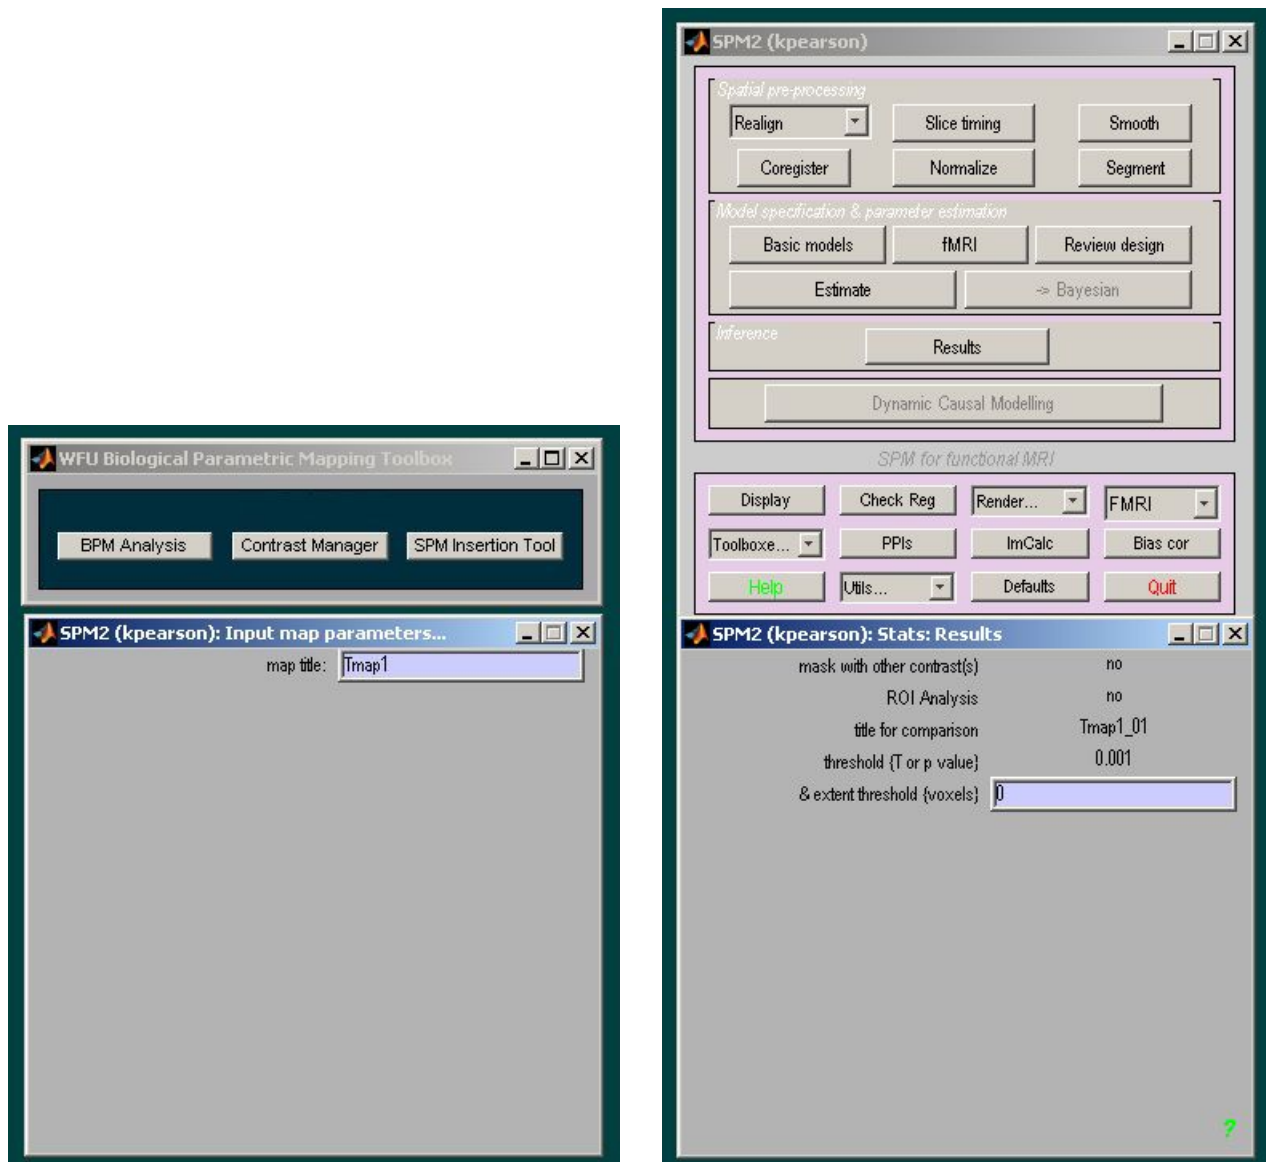 SPM2 (kpearson)
Spatial pre-processing
Realign Slice timing Smooth
Coregister Normalize Segment
Model specification & parameter estimation
Basic models fMRI Review design
Estimate -> Bayesian
Inference
Results
Dynamic Causal Modelling
SPM for functional MRI
Display Check Reg Render... FMRI
Toolboxe... PPIs ImCalc Bias cor
Help Utils... Defaults Quit
WFU Biological Parametric Mapping Toolbox
BPM Analysis Contrast Manager SPM Insertion Tool
SPM2 (kpearson): Input map parameters...
map title: Tmap1
SPM2 (kpearson): Stats: Results
mask with other contrast(s) no
ROI Analysis no
title for comparison Tmap1_01
threshold {T or p value} 0.001
& extent threshold {voxels} 0
?